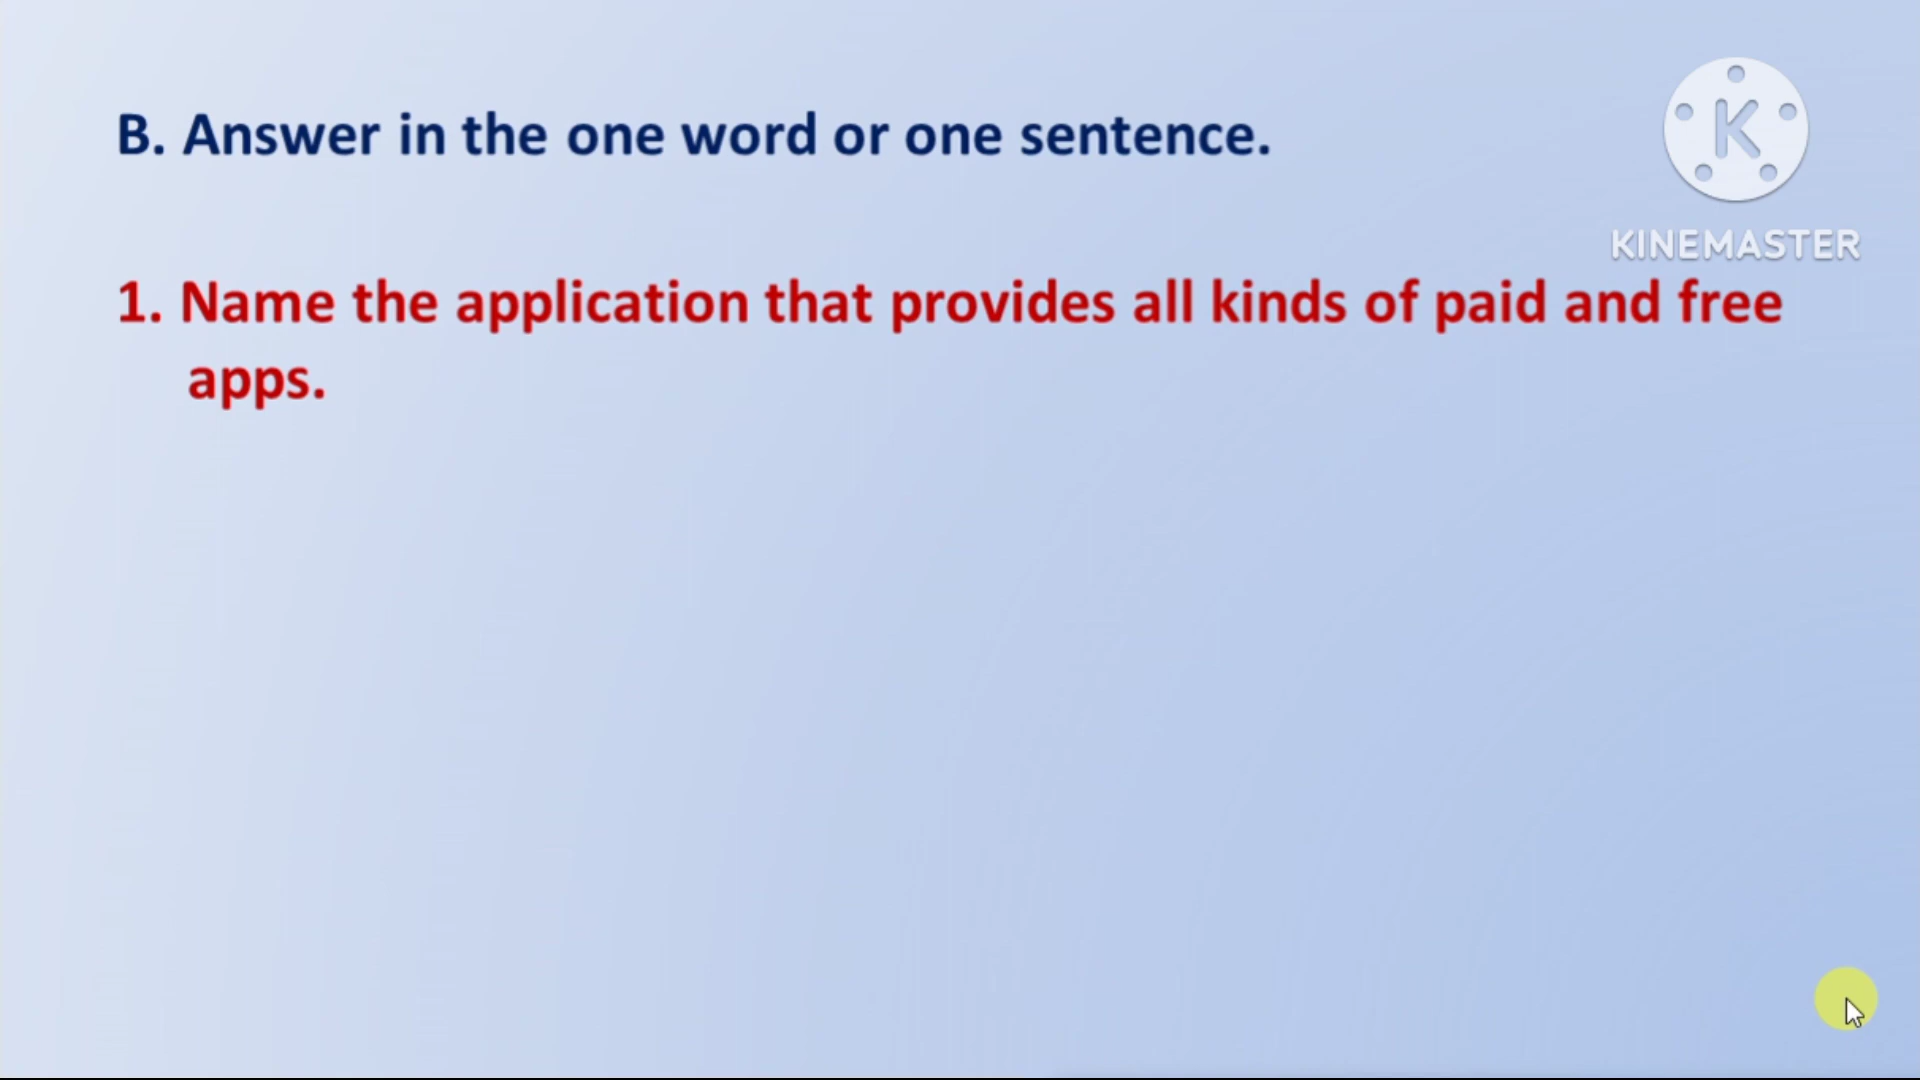 B. Answer in the one word or one sentence.
K
KINEMASTER
1. Name the application that provides all kinds of paid and free
apps.